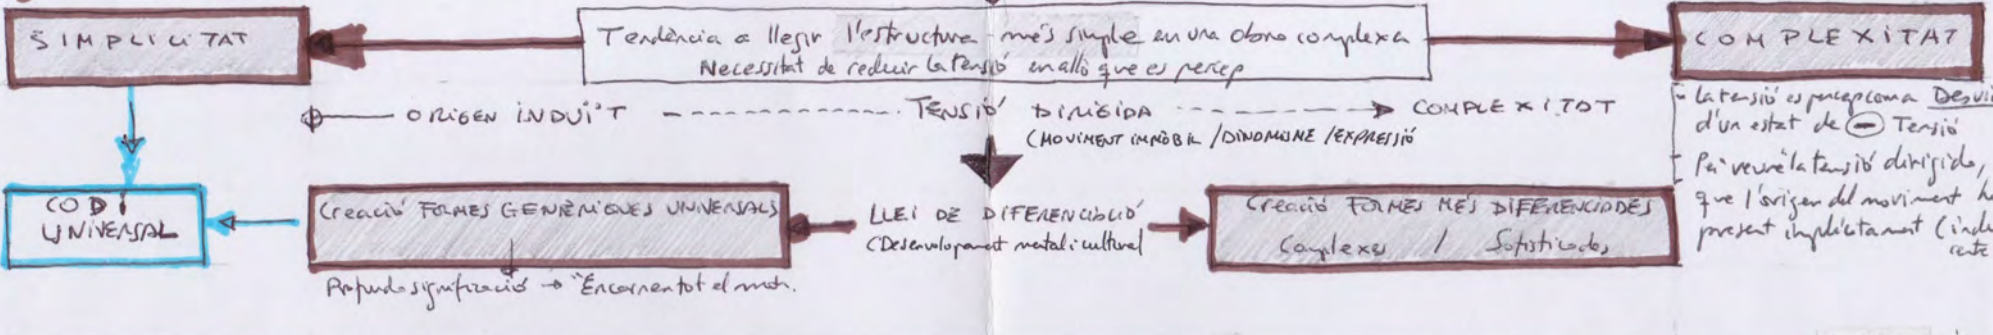 SIMPLICITAT
Tendència a llegir l'estructura més simple en una obra complexa
Necessitat de reduir la tensió en allò que es percep
COMPLEXITAT
ORIGEN INDUÏT TENSIÓ DIRIGIDA COMPLEXITAT
(MOVIMENT IMMÒBIL / DINAMISME / EXPRESSIÓ
- La tensió es percep com a Desvi
d'un estat de ⊖ Tensió
- Per veure la tensió dirigida,
que l'origen del moviment h
present implícitament (indu
CODI
UNIVERSAL
Creació FORMES GENÈRIQUES UNIVERSALS
LLEI DE DIFERENCIACIÓ
(Desenvolupament mental i cultural
Creació FORMES MÉS DIFERENCIADES
Complexes / Sofisticades
Profunda significació → "Encarnen tot el